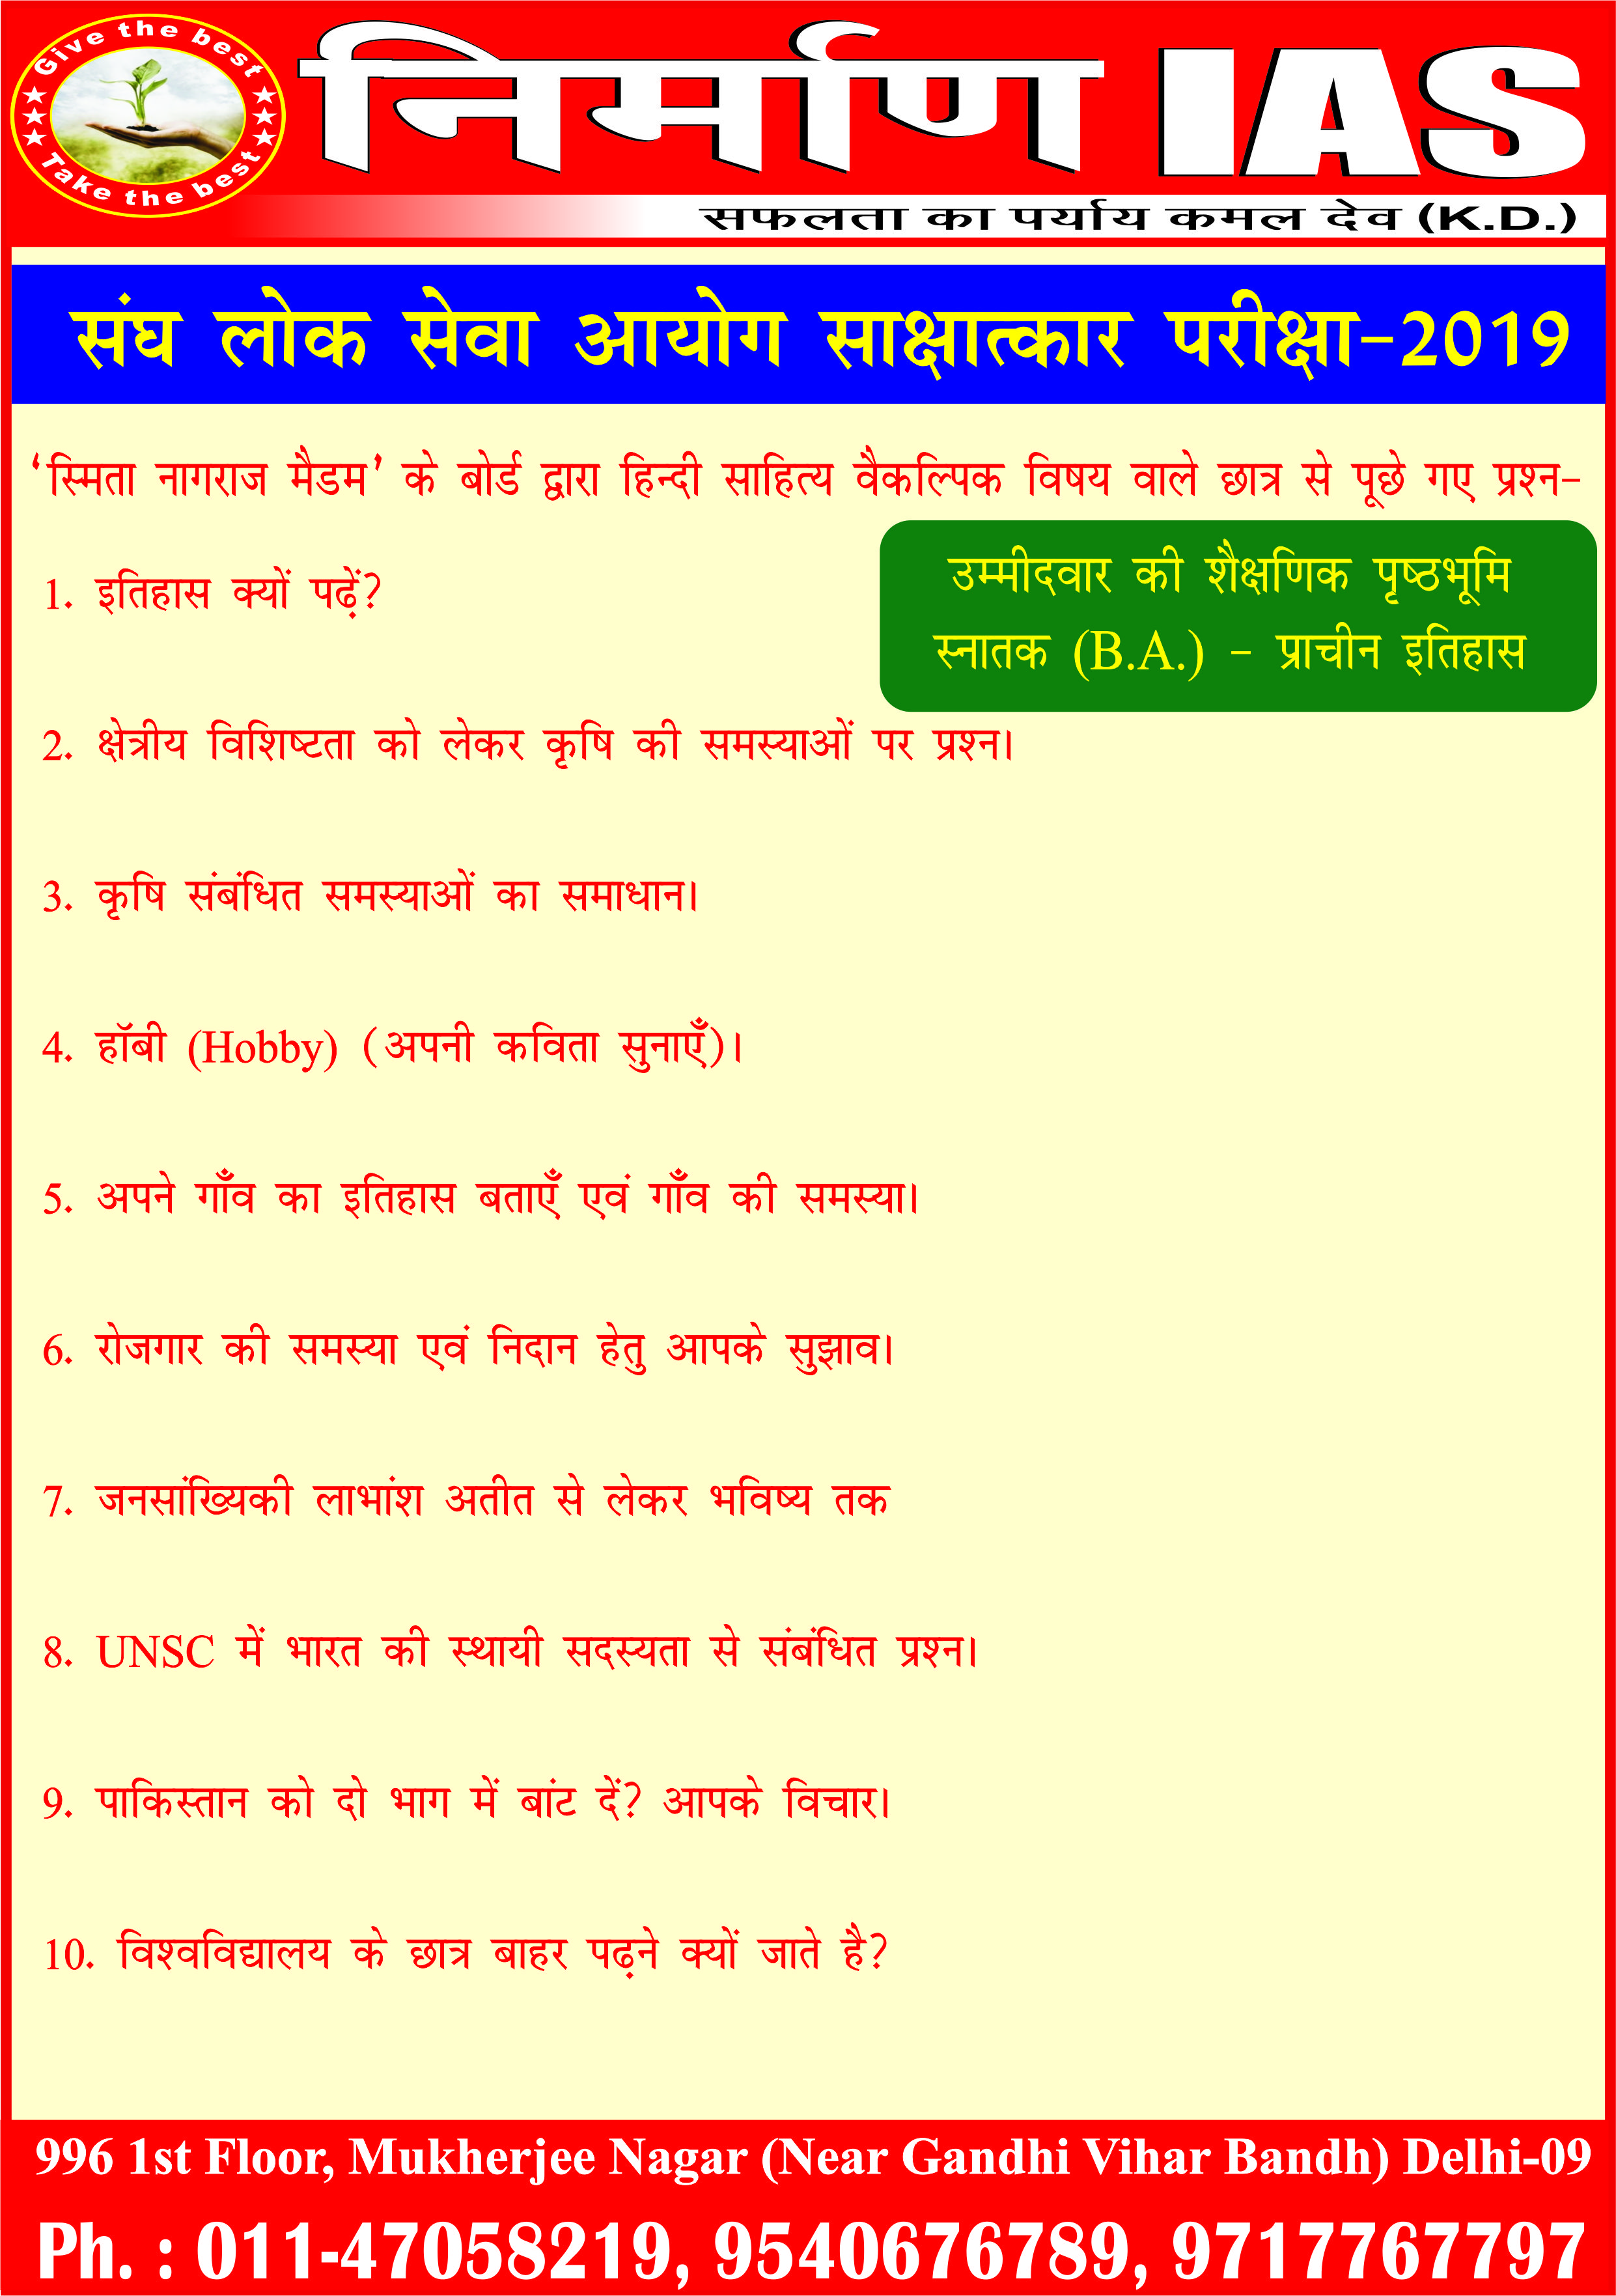 Give the best
Take the best
निर्माण IAS
सफलता का पर्याय कमल देव (K.D.)
संघ लोक सेवा आयोग साक्षात्कार परीक्षा-2019
‘स्मिता नागराज मैडम’ के बोर्ड द्वारा हिन्दी साहित्य वैकल्पिक विषय वाले छात्र से पूछे गए प्रश्न-
उम्मीदवार की शैक्षणिक पृष्ठभूमि
स्नातक (B.A.) - प्राचीन इतिहास
1. इतिहास क्यों पढ़ें?
2. क्षेत्रीय विशिष्टता को लेकर कृषि की समस्याओं पर प्रश्न।
3. कृषि संबंधित समस्याओं का समाधान।
4. हॉबी (Hobby) (अपनी कविता सुनाएँ)।
5. अपने गाँव का इतिहास बताएँ एवं गाँव की समस्या।
6. रोजगार की समस्या एवं निदान हेतु आपके सुझाव।
7. जनसांख्यिकी लाभांश अतीत से लेकर भविष्य तक
8. UNSC में भारत की स्थायी सदस्यता से संबंधित प्रश्न।
9. पाकिस्तान को दो भाग में बांट दें? आपके विचार।
10. विश्वविद्यालय के छात्र बाहर पढ़ने क्यों जाते है?
996 1st Floor, Mukherjee Nagar (Near Gandhi Vihar Bandh) Delhi-09
Ph. : 011-47058219, 9540676789, 9717767797